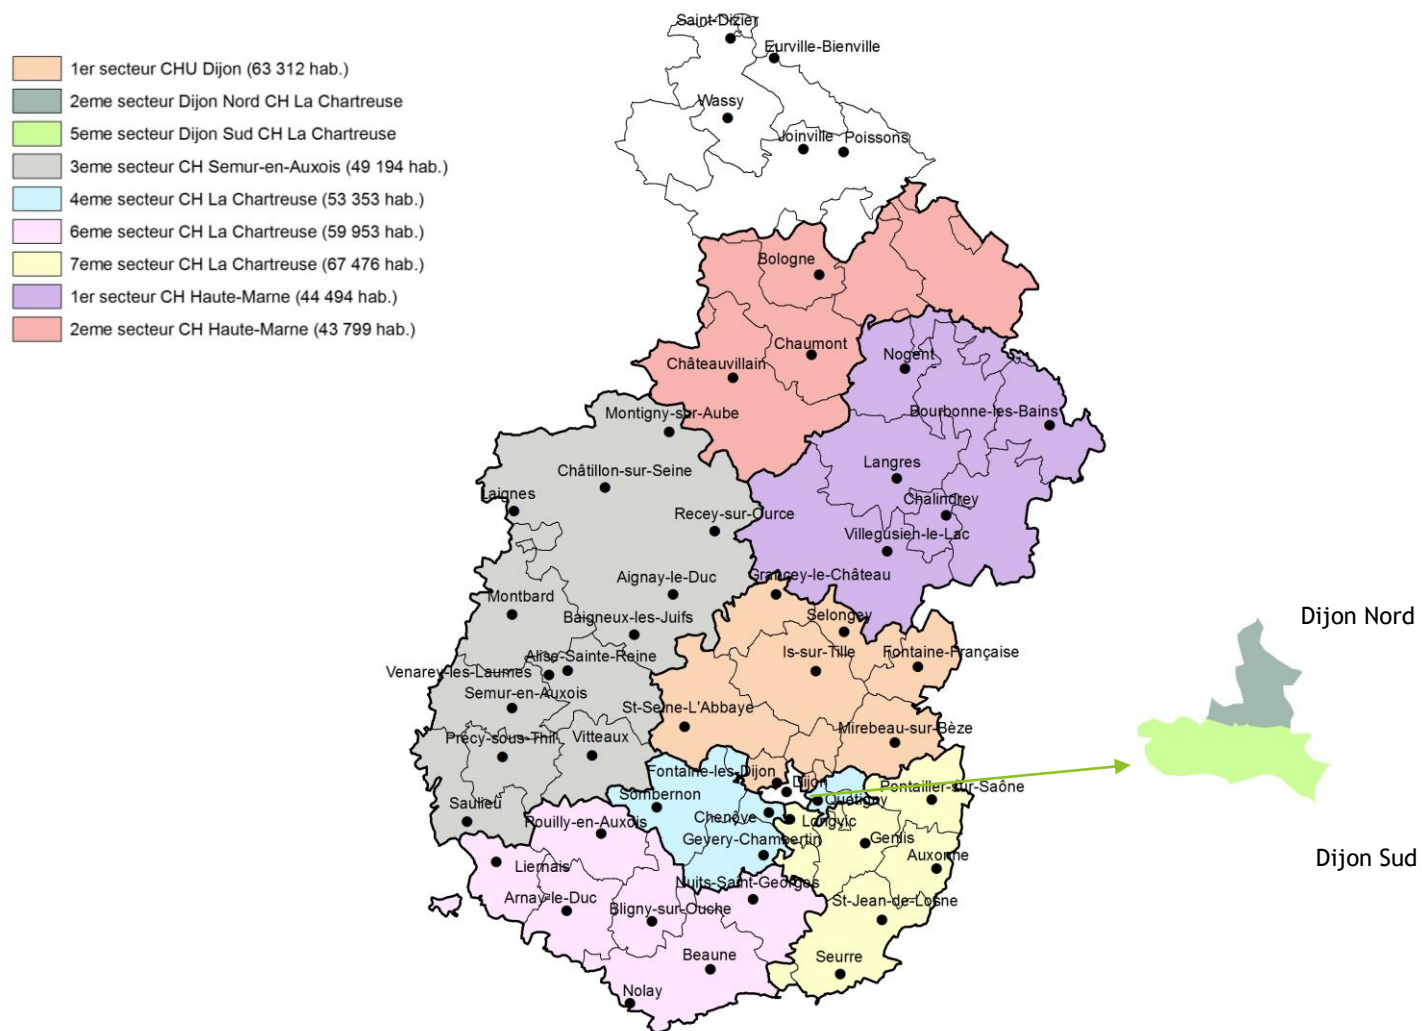 1er secteur CHU Dijon (63 312 hab.)
2eme secteur Dijon Nord CH La Chartreuse
5eme secteur Dijon Sud CH La Chartreuse
3eme secteur CH Semur-en-Auxois (49 194 hab.)
4eme secteur CH La Chartreuse (53 353 hab.)
6eme secteur CH La Chartreuse (59 953 hab.)
7eme secteur CH La Chartreuse (67 476 hab.)
1er secteur CH Haute-Marne (44 494 hab.)
2eme secteur CH Haute-Marne (43 799 hab.)
Saint-Dizier
Eurville-Bienville
Wassy
Joinville
Poissons
Bologne
Chaumont
Châteauvillain
Nogent
Montigny-sur-Aube
Bourbonne-les-Bains
Châtillon-sur-Seine
Langres
Laignes
Chalindrey
Recey-sur-Ource
Villegusien-le-Lac
Aignay-le-Duc
Grancey-le-Château
Montbard
Baigneux-les-Juifs
Selongey
Dijon Nord
Alise-Sainte-Reine
Is-sur-Tille
Fontaine-Française
Venarey-les-Laumes
Semur-en-Auxois
St-Seine-L'Abbaye
Mirebeau-sur-Bèze
Précy-sous-Thil
Vitteaux
Fontaine-les-Dijon
Dijon
Pontailler-sur-Saône
Sombernon
Quetigny
Saulieu
Chenôve
Longvic
Pouilly-en-Auxois
Gevery-Chambertin
Genlis
Auxonne
Dijon Sud
Liernais
Nuits-Saint-Georges
Arnay-le-Duc
Bligny-sur-Ouche
St-Jean-de-Losne
Beaune
Seurre
Nolay